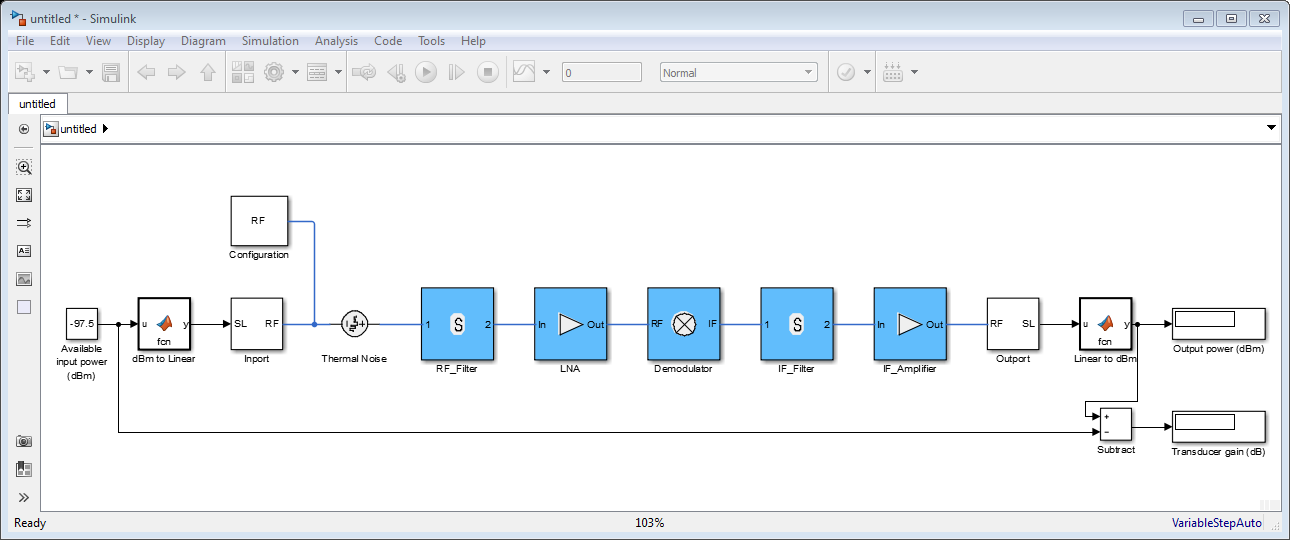 untitled * - Simulink
File Edit View Display Diagram Simulation Analysis Code Tools Help
0 Normal
untitled
untitled
RF
Configuration
-97.5
Available
input power
(dBm)
u y
fcn
dBm to Linear
SL RF
Inport
Thermal Noise
1 S 2
RF_Filter
In Out
LNA
RF IF
Demodulator
1 S 2
IF_Filter
In Out
IF_Amplifier
RF SL
Outport
u y
fcn
Linear to dBm
Output power (dBm)
+
−
Subtract
Transducer gain (dB)
Ready 103% VariableStepAuto